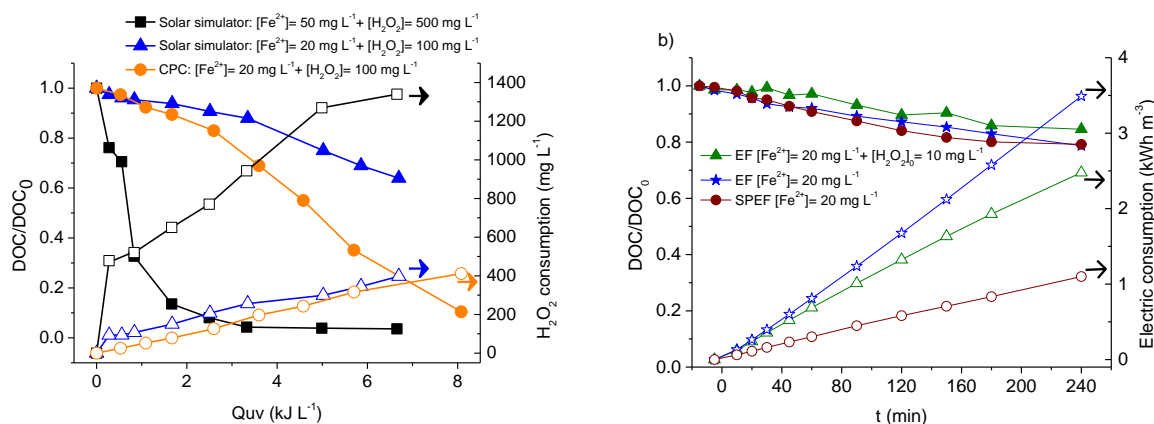 Solar simulator: [Fe²⁺]= 50 mg L⁻¹+ [H₂O₂]= 500 mg L⁻¹
Solar simulator: [Fe²⁺]= 20 mg L⁻¹+ [H₂O₂]= 100 mg L⁻¹
CPC: [Fe²⁺]= 20 mg L⁻¹+ [H₂O₂]= 100 mg L⁻¹
1.0
0.8
0.6
0.4
0.2
0.0
DOC/DOC₀
1400
1200
1000
800
600
400
200
0
H₂O₂ consumption (mg L⁻¹)
0 2 4 6 8
Quv (kJ L⁻¹)
b)
1.0
0.8
0.6
0.4
0.2
0.0
DOC/DOC₀
EF [Fe²⁺]= 20 mg L⁻¹+ [H₂O₂]₀= 10 mg L⁻¹
EF [Fe²⁺]= 20 mg L⁻¹
SPEF [Fe²⁺]= 20 mg L⁻¹
4
3
2
1
0
Electric consumption (kWh m⁻³)
0 40 80 120 160 200 240
t (min)